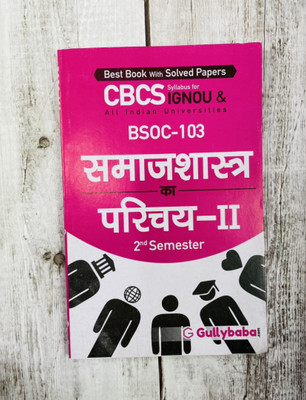 Best Book With Solved Papers
CBCS Syllabus for IGNOU &
All Indian Universities
BSOC-103
समाजशास्त्र
का
परिचय–II
2nd Semester
G Gullybaba